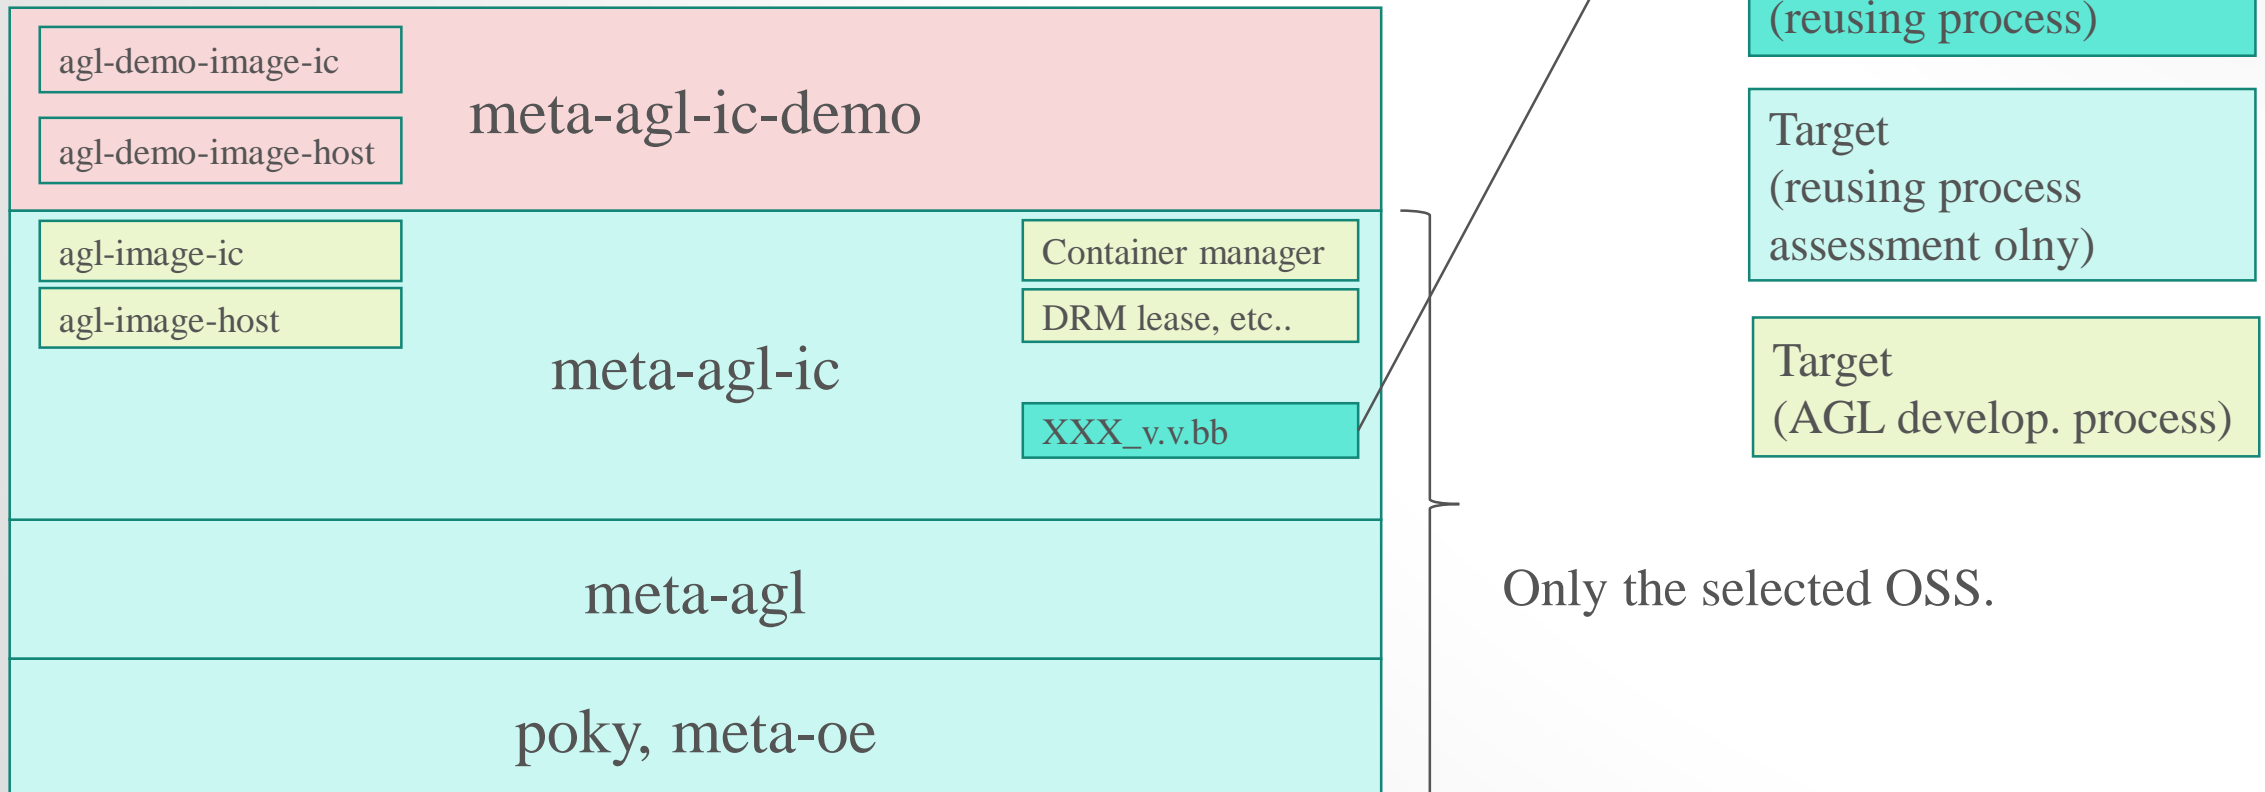 agl-demo-image-ic
agl-demo-image-host
meta-agl-ic-demo
agl-image-ic
agl-image-host
Container manager
DRM lease, etc..
meta-agl-ic
XXX_v.v.bb
meta-agl
poky, meta-oe
(reusing process)
Target
(reusing process
assessment olny)
Target
(AGL develop. process)
Only the selected OSS.